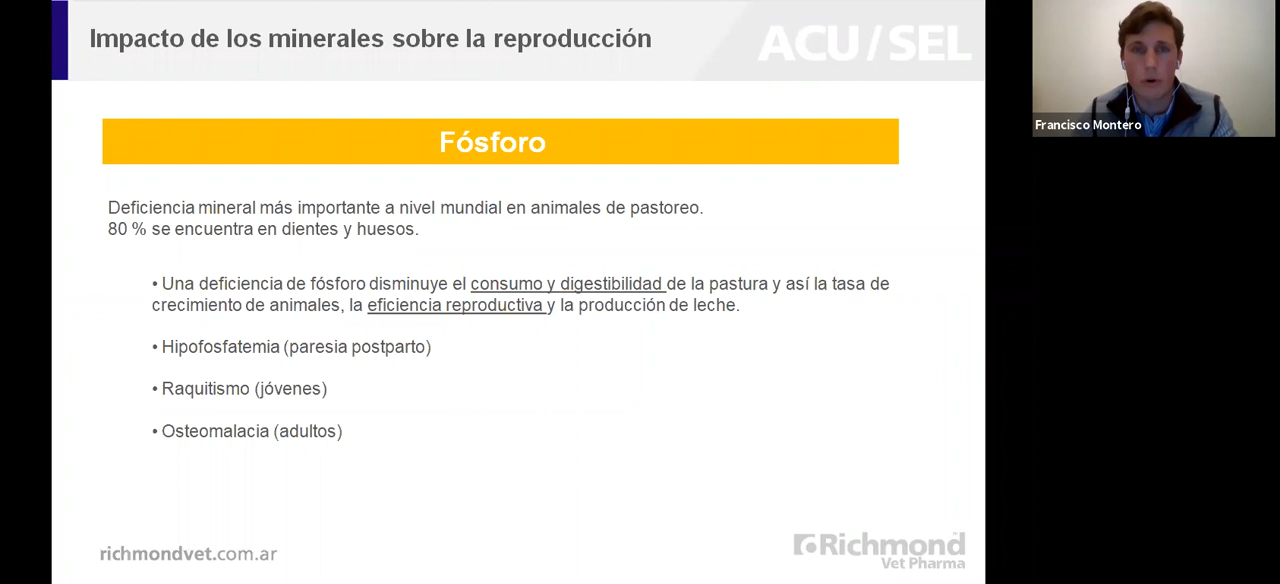 Impacto de los minerales sobre la reproducción
ACU/SEL
Francisco Montero
Fósforo
Deficiencia mineral más importante a nivel mundial en animales de pastoreo.
80 % se encuentra en dientes y huesos.
• Una deficiencia de fósforo disminuye el consumo y digestibilidad de la pastura y así la tasa de
crecimiento de animales, la eficiencia reproductiva y la producción de leche.
• Hipofosfatemia (paresia postparto)
• Raquitismo (jóvenes)
• Osteomalacia (adultos)
richmondvet.com.ar
Richmond
Vet Pharma